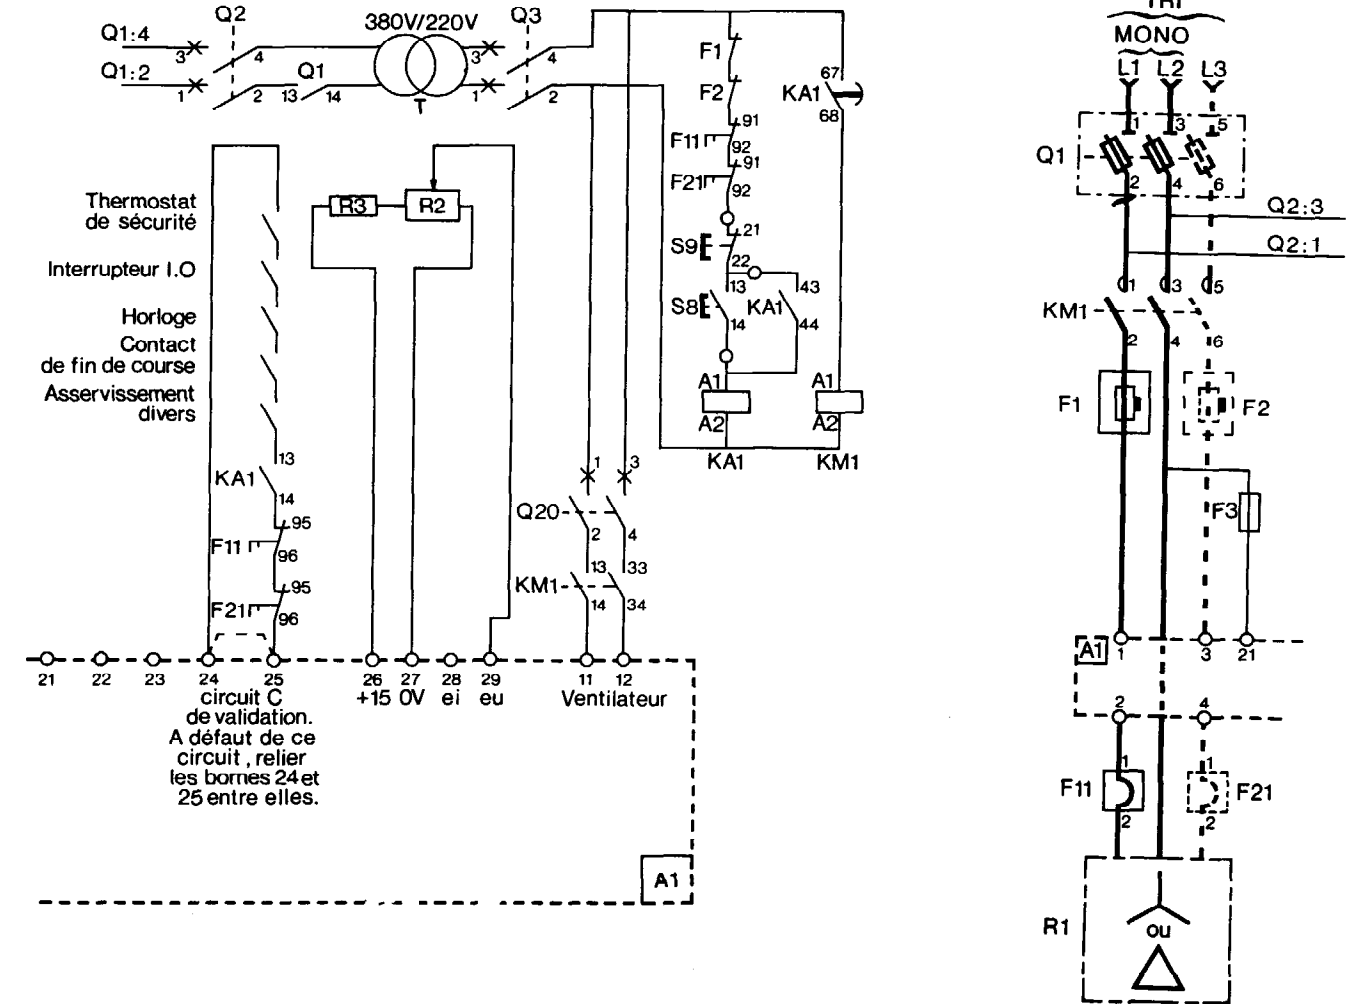 Q2
380V/220V
Q3
Q1:4
3
4
3
4
Q1:2
1
2
13
Q1
14
T
1
2
F1
F2
F11
91
92
F21
91
92
S9
21
22
S8
13
14
KA1
43
44
A1
A2
KA1
KA1
67
68
A1
A2
KM1
Thermostat
de sécurité
Interrupteur I.O
Horloge
Contact
de fin de course
Asservissement
divers
KA1
13
14
F11
95
96
F21
95
96
R3
R2
Q20
1
3
2
4
KM1
13
33
14
34
21
22
23
24
25
26
27
28
29
11
12
+15
0V
ei
eu
Ventilateur
circuit C
de validation.
A défaut de ce
circuit, relier
les bornes 24 et
25 entre elles.
A1
TRI
MONO
L1
L2
L3
Q1
1
3
5
2
4
6
Q2:3
Q2:1
KM1
1
3
5
2
4
6
F1
F2
F3
A1
1
3
21
2
4
F11
1
2
F21
1
2
R1
ou